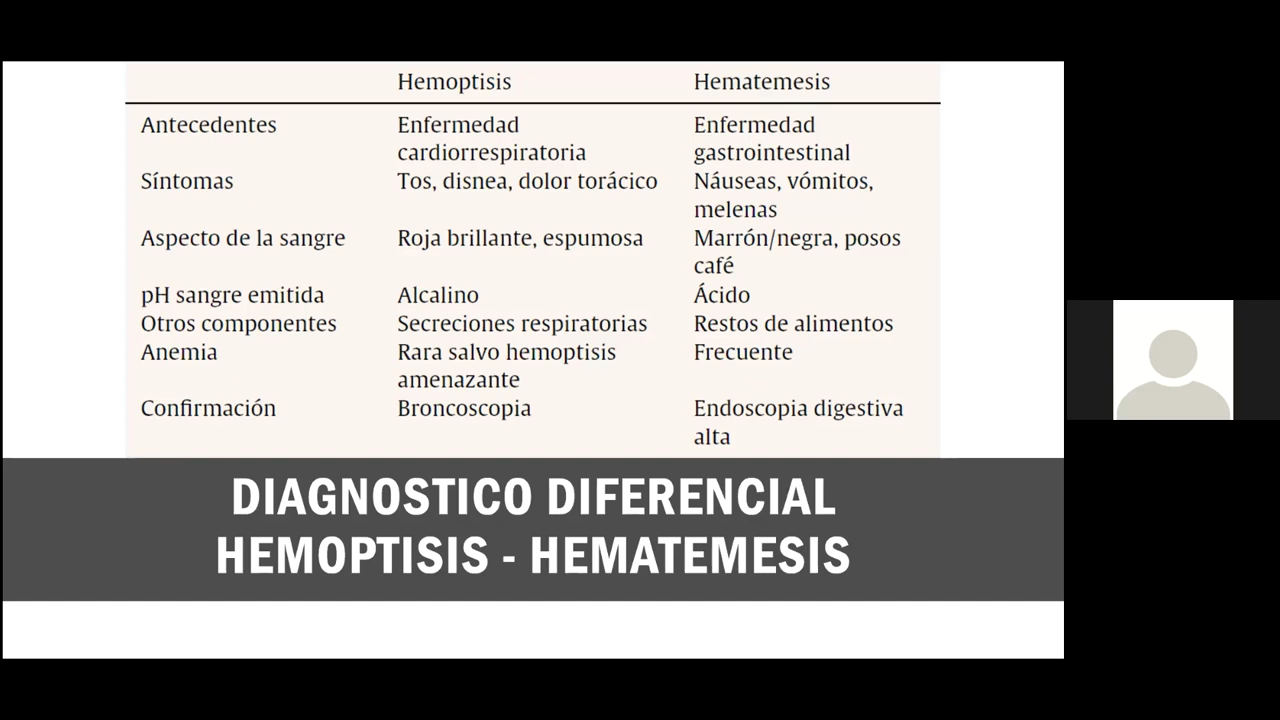 Hemoptisis Hematemesis
Antecedentes Enfermedad Enfermedad
cardiorrespiratoria gastrointestinal
Síntomas Tos, disnea, dolor torácico Náuseas, vómitos,
melenas
Aspecto de la sangre Roja brillante, espumosa Marrón/negra, posos
café
pH sangre emitida Alcalino Ácido
Otros componentes Secreciones respiratorias Restos de alimentos
Anemia Rara salvo hemoptisis Frecuente
amenazante
Confirmación Broncoscopia Endoscopia digestiva
alta
DIAGNOSTICO DIFERENCIAL
HEMOPTISIS - HEMATEMESIS